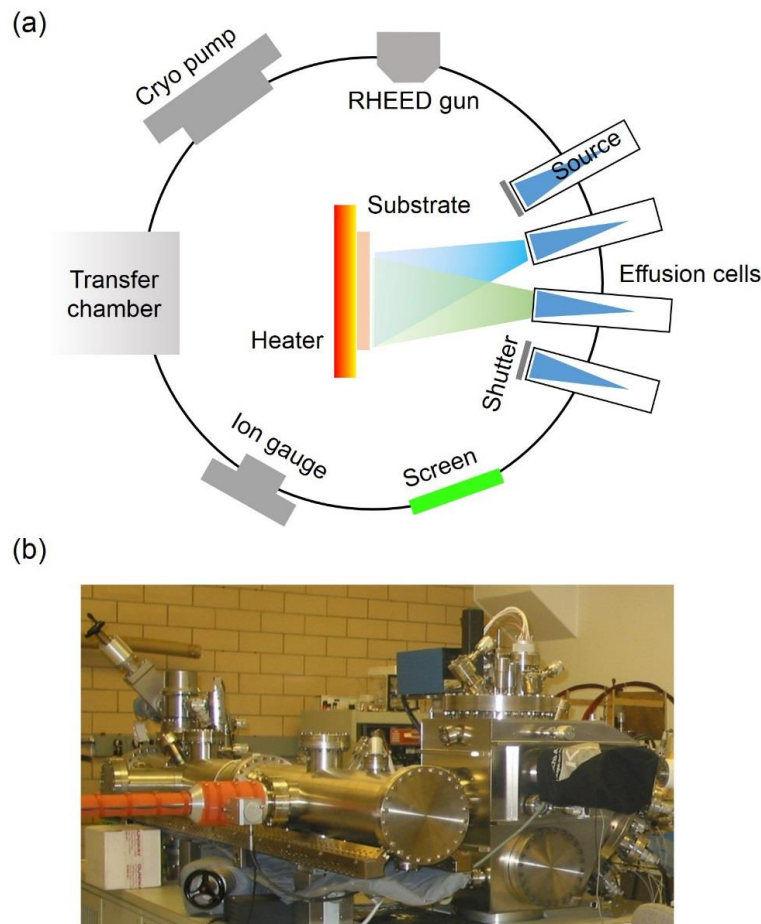 (a)
Cryo pump
RHEED gun
Source
Substrate
Transfer
chamber
Effusion cells
Heater
Shutter
Ion gauge
Screen
(b)